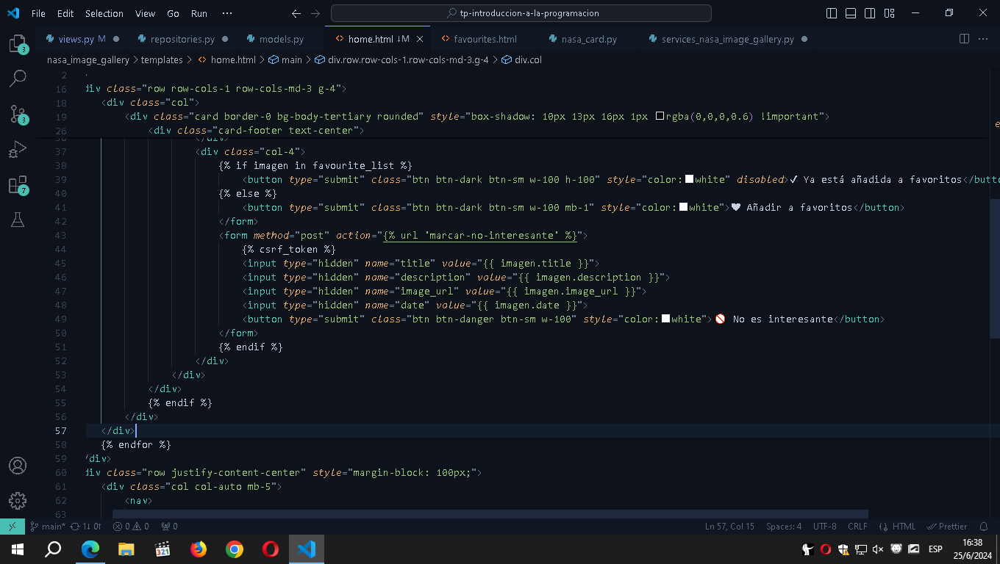 File Edit Selection View Go Run ··· tp-introduccion-a-la-programacion
views.py M repositories.py models.py home.html ↓M favourites.html nasa_card.py services_nasa_image_gallery.py
nasa_image_gallery > templates > home.html > main > div.row.row-cols-1.row-cols-md-3.g-4 > div.col
2
16 div class="row row-cols-1 row-cols-md-3 g-4">
18 <div class="col">
19 <div class="card border-0 bg-body-tertiary rounded" style="box-shadow: 10px 13px 16px 1px rgba(0,0,0,0.6) !important">
26 <div class="card-footer text-center">
36 </div>
37 <div class="col-4">
38 {% if imagen in favourite_list %}
39 <button type="submit" class="btn btn-dark btn-sm w-100 h-100" style="color:white" disabled>✓ Ya está añadida a favoritos</butt
40 {% else %}
41 <button type="submit" class="btn btn-dark btn-sm w-100 mb-1" style="color:white">♥ Añadir a favoritos</button>
42 </form>
43 <form method="post" action="{% url 'marcar-no-interesante' %}">
44 {% csrf_token %}
45 <input type="hidden" name="title" value="{{ imagen.title }}">
46 <input type="hidden" name="description" value="{{ imagen.description }}">
47 <input type="hidden" name="image_url" value="{{ imagen.image_url }}">
48 <input type="hidden" name="date" value="{{ imagen.date }}">
49 <button type="submit" class="btn btn-danger btn-sm w-100" style="color:white">🚫 No es interesante</button>
50 </form>
51 {% endif %}
52 </div>
53 </div>
54 </div>
55 {% endif %}
56 </div>
57 </div>
58 {% endfor %}
59 /div>
60 div class="row justify-content-center" style="margin-block: 100px;">
61 <div class="col col-auto mb-5">
62 <nav>
63
main* 1↓ 0↑ 0 0 0 Ln 57, Col 15 Spaces: 4 UTF-8 CRLF HTML Prettier
3
3
7
321
ESP
16:38
25/6/2024